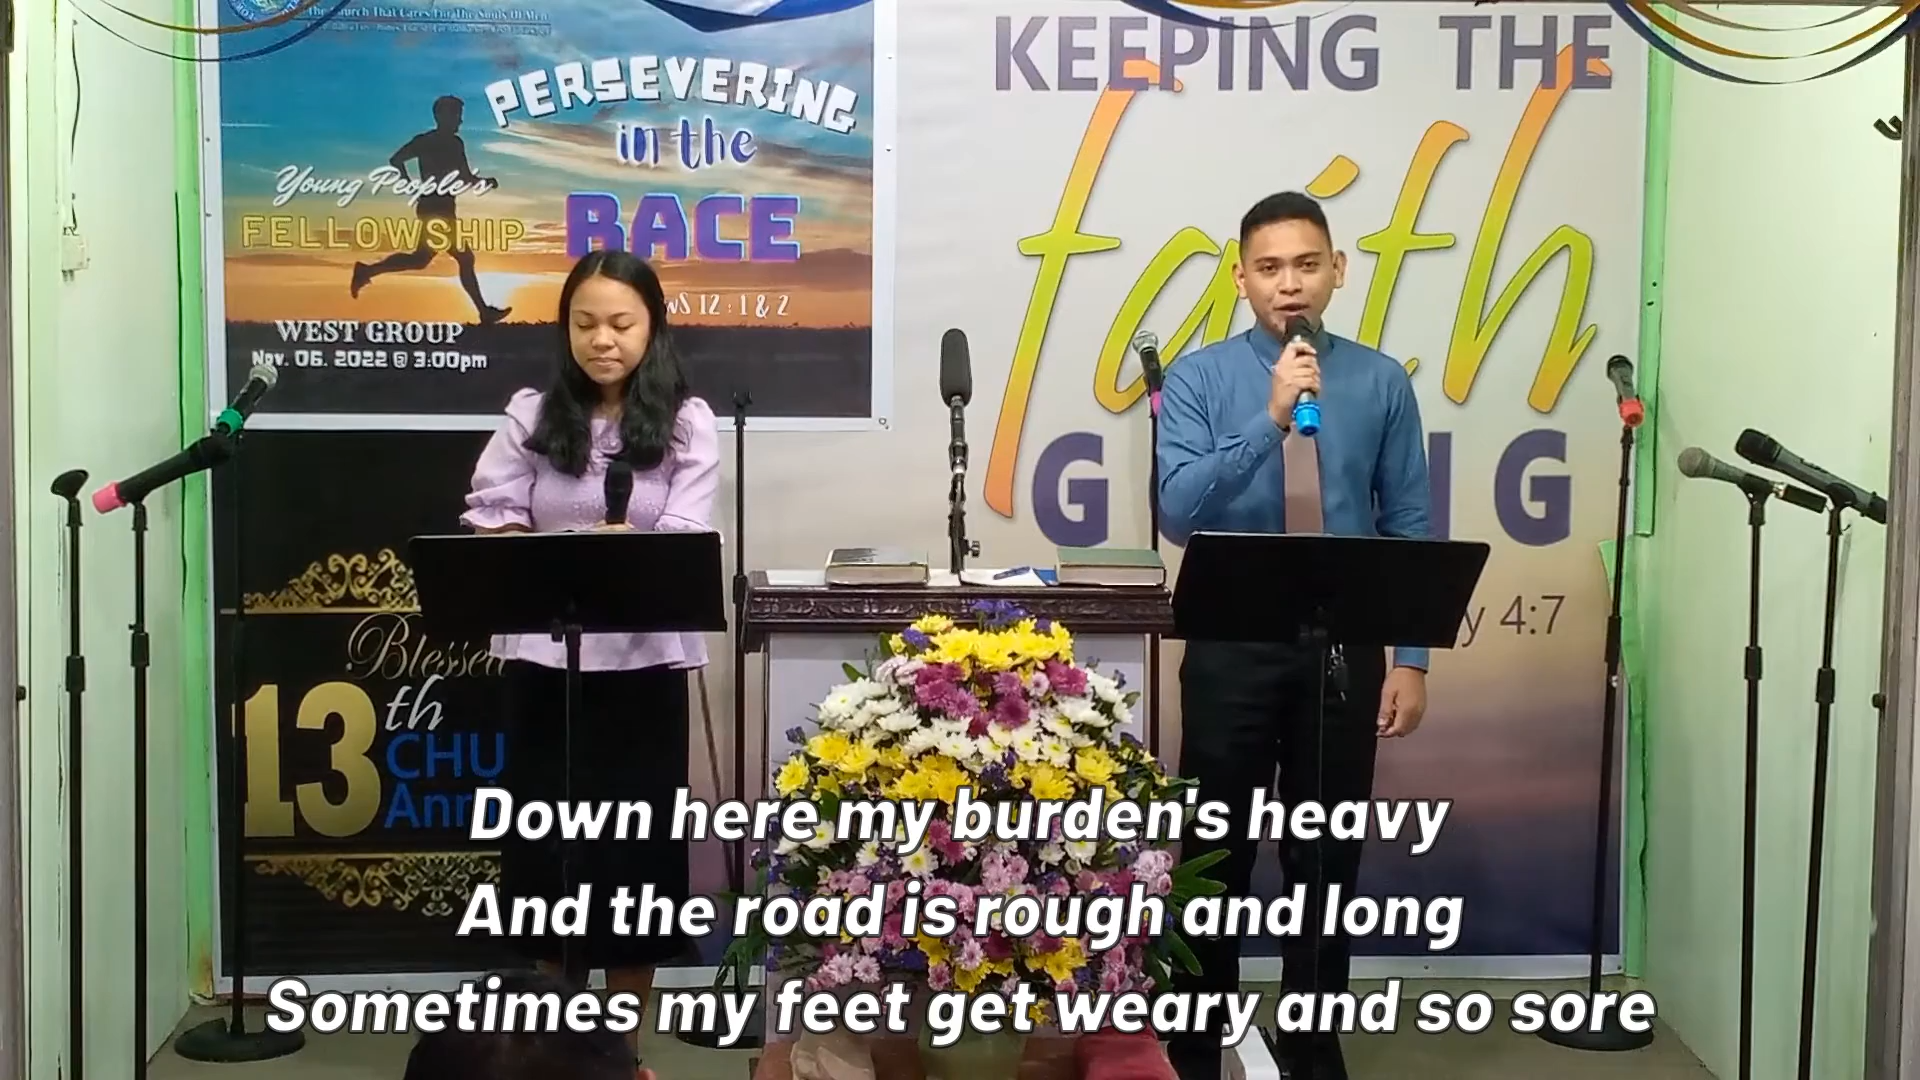 The Church That Cares For The Souls Of Men
PERSEVERING
in the
RACE
Young People's
FELLOWSHIP
WS 12 : 1 & 2
WEST GROUP
Nov. 06. 2022 @ 3:00pm
KEEPING THE
faith
G I G
y 4:7
Blessed
13th
CHU
Ann
Down here my burden's heavy
And the road is rough and long
Sometimes my feet get weary and so sore